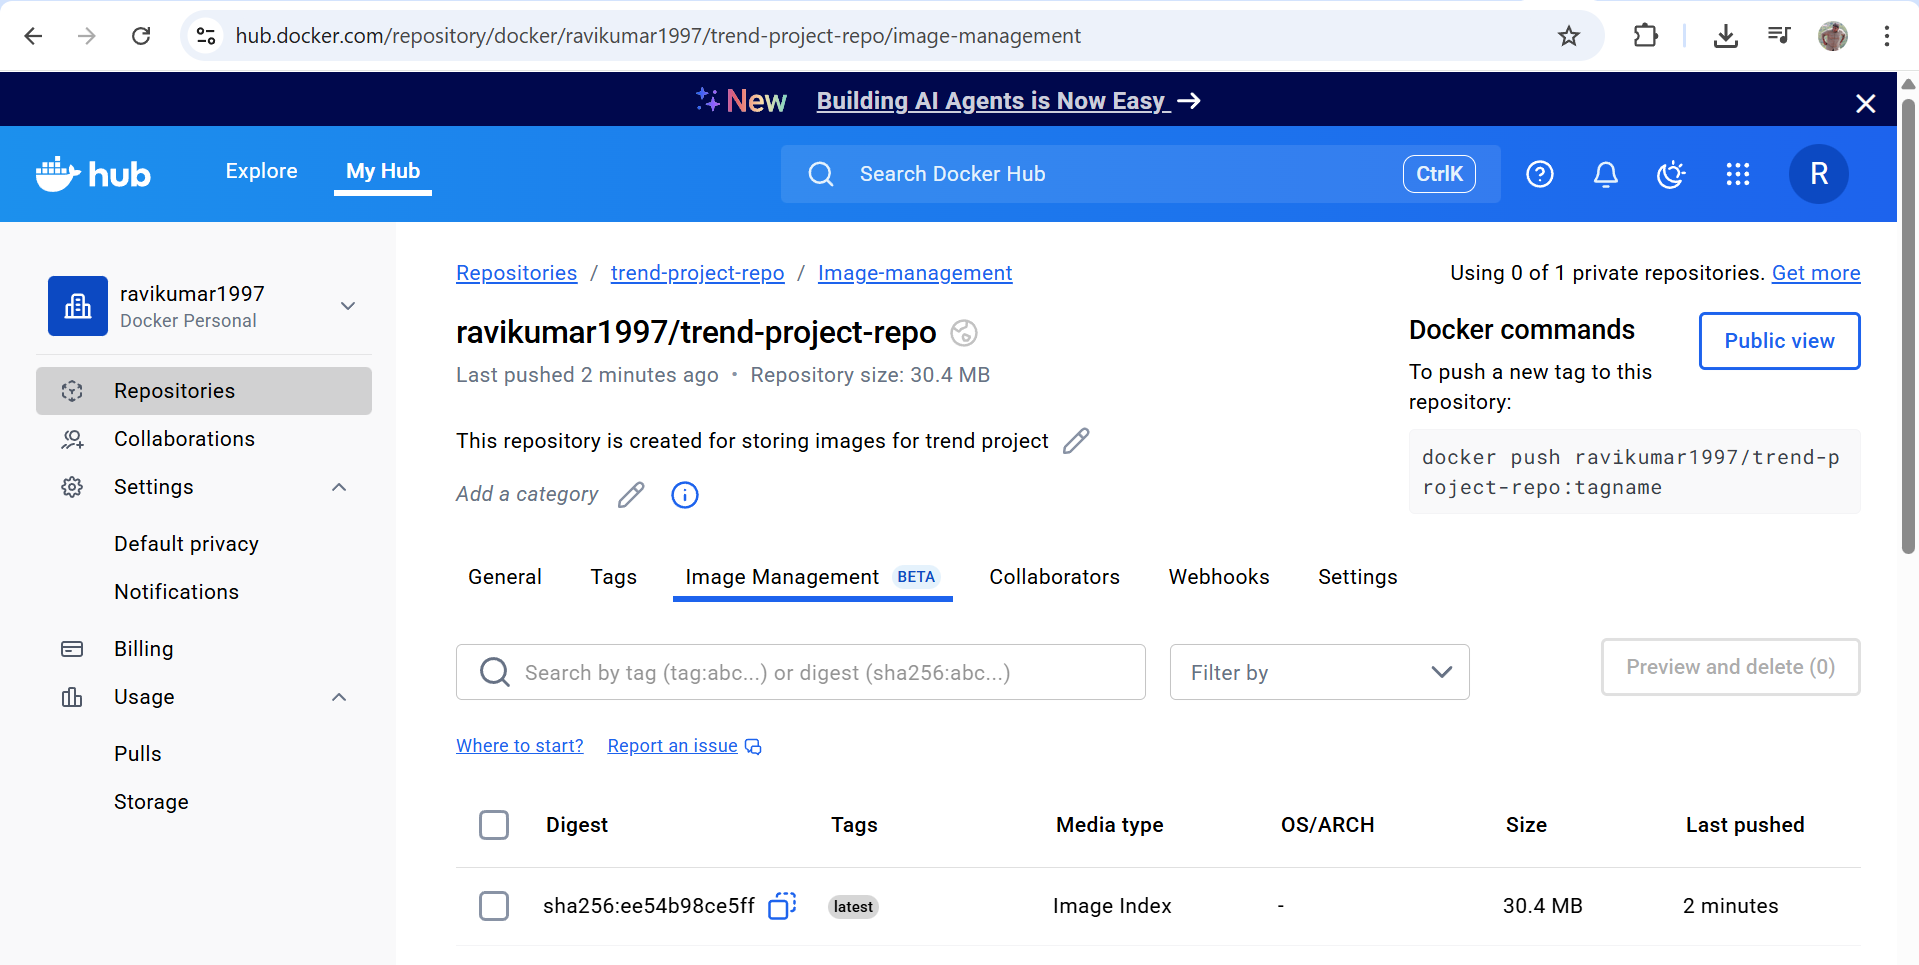 hub.docker.com/repository/docker/ravikumar1997/trend-project-repo/image-management
New Building AI Agents is Now Easy →
hub
Explore
My Hub
Search Docker Hub
CtrlK
R
ravikumar1997
Docker Personal
Repositories
Collaborations
Settings
Default privacy
Notifications
Billing
Usage
Pulls
Storage
Repositories / trend-project-repo / Image-management
Using 0 of 1 private repositories. Get more
ravikumar1997/trend-project-repo
Last pushed 2 minutes ago • Repository size: 30.4 MB
This repository is created for storing images for trend project
Add a category
Docker commands
Public view
To push a new tag to this
repository:
docker push ravikumar1997/trend-p
roject-repo:tagname
General
Tags
Image Management BETA
Collaborators
Webhooks
Settings
Search by tag (tag:abc...) or digest (sha256:abc...)
Filter by
Preview and delete (0)
Where to start?
Report an issue
Digest Tags Media type OS/ARCH Size Last pushed
sha256:ee54b98ce5ff latest Image Index - 30.4 MB 2 minutes